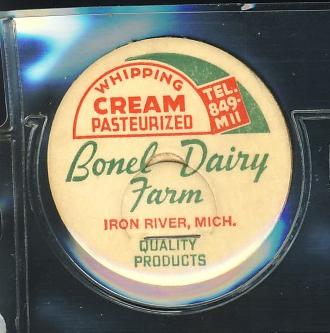 WHIPPING
CREAM
PASTEURIZED
TEL.
849-
M11
Bonel Dairy
Farm
IRON RIVER, MICH.
QUALITY
PRODUCTS